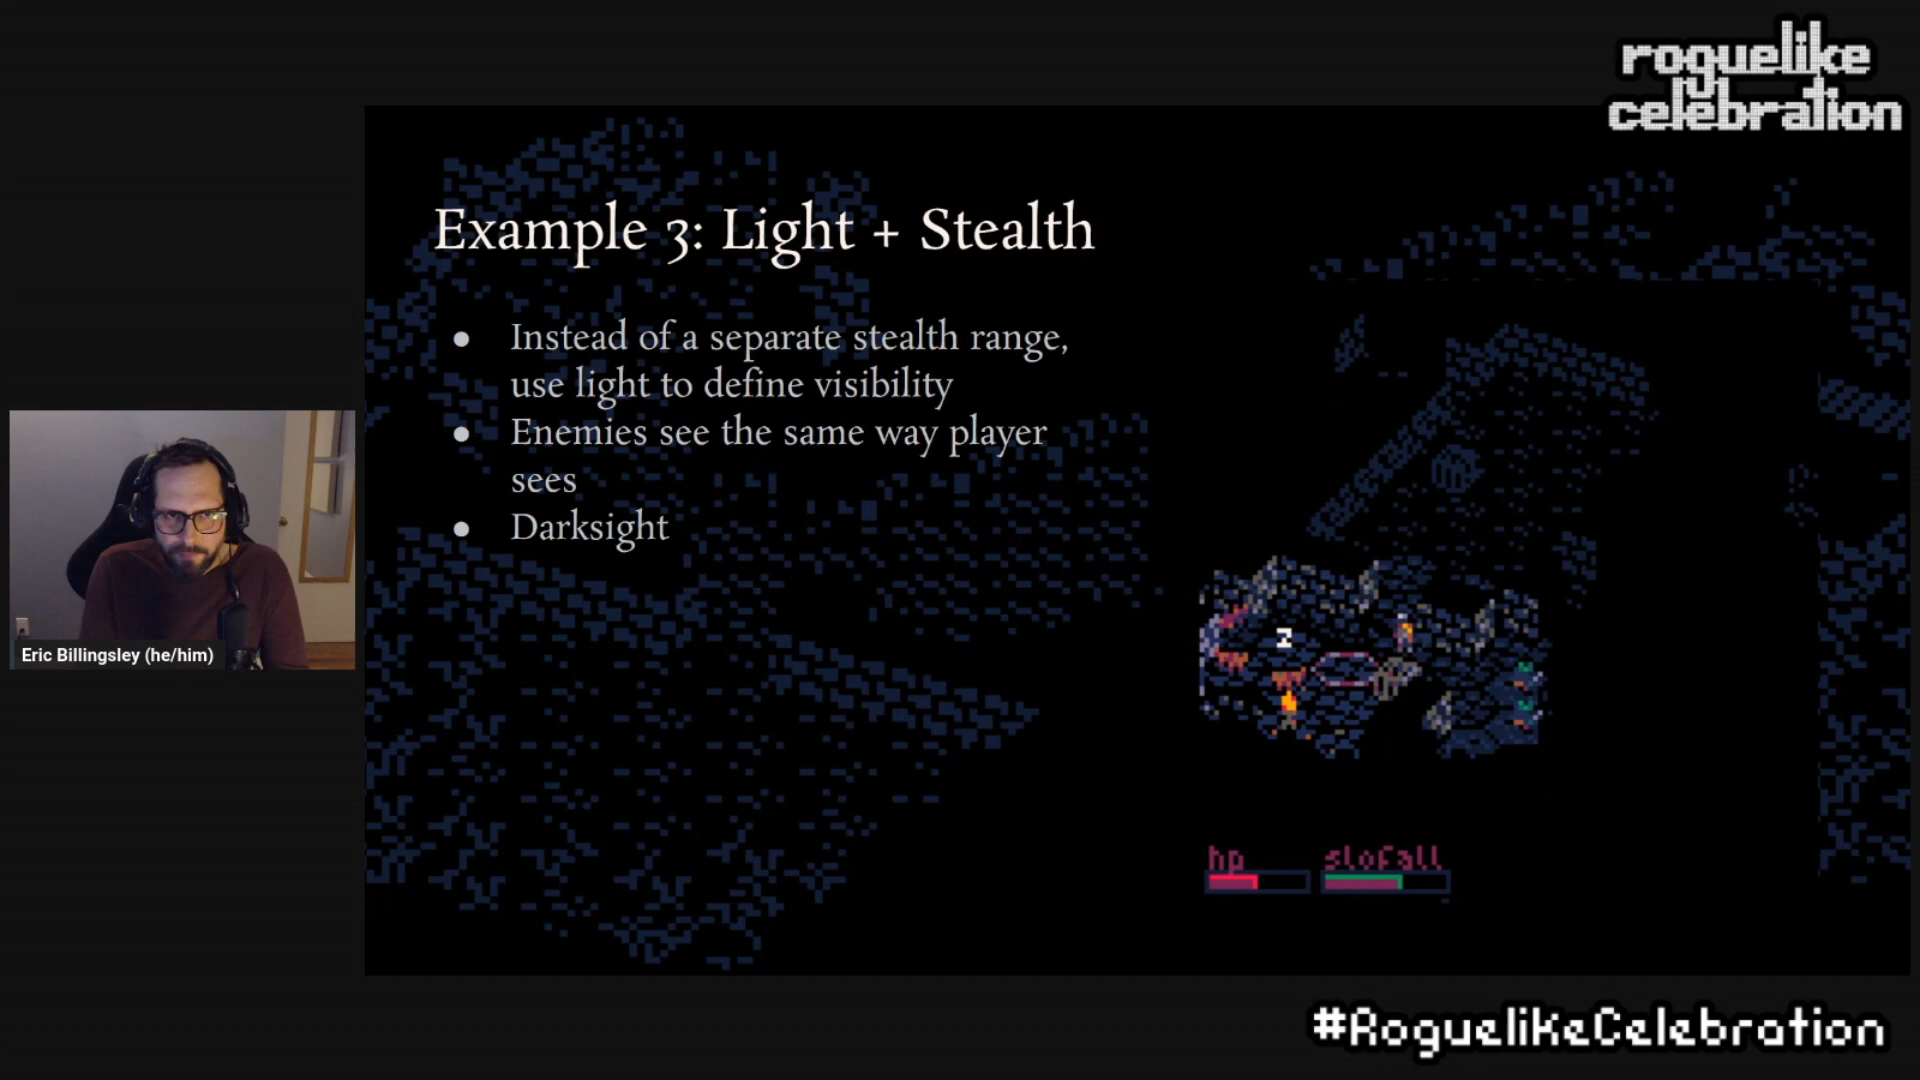 roguelike
celebration
Example 3: Light + Stealth
● Instead of a separate stealth range,
use light to define visibility
● Enemies see the same way player
sees
● Darksight
z
hp slofall
Eric Billingsley (he/him)
#RoguelikeCelebration